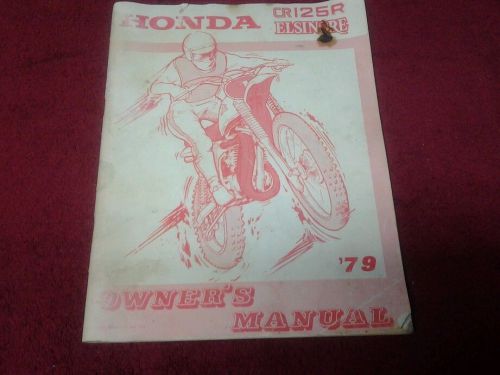 HONDA
CR125R
ELSINORE
'79
OWNER'S
MANUAL